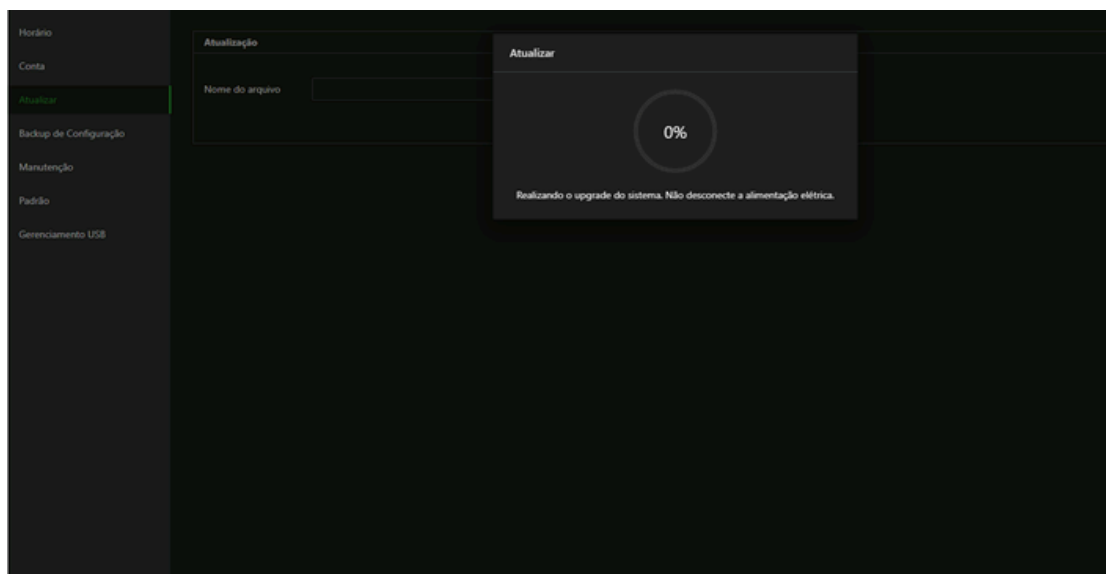 Horário
Conta
Atualizar
Backup de Configuração
Manutenção
Padrão
Gerenciamento USB
Atualização
Nome do arquivo
Atualizar
0%
Realizando o upgrade do sistema. Não desconecte a alimentação elétrica.